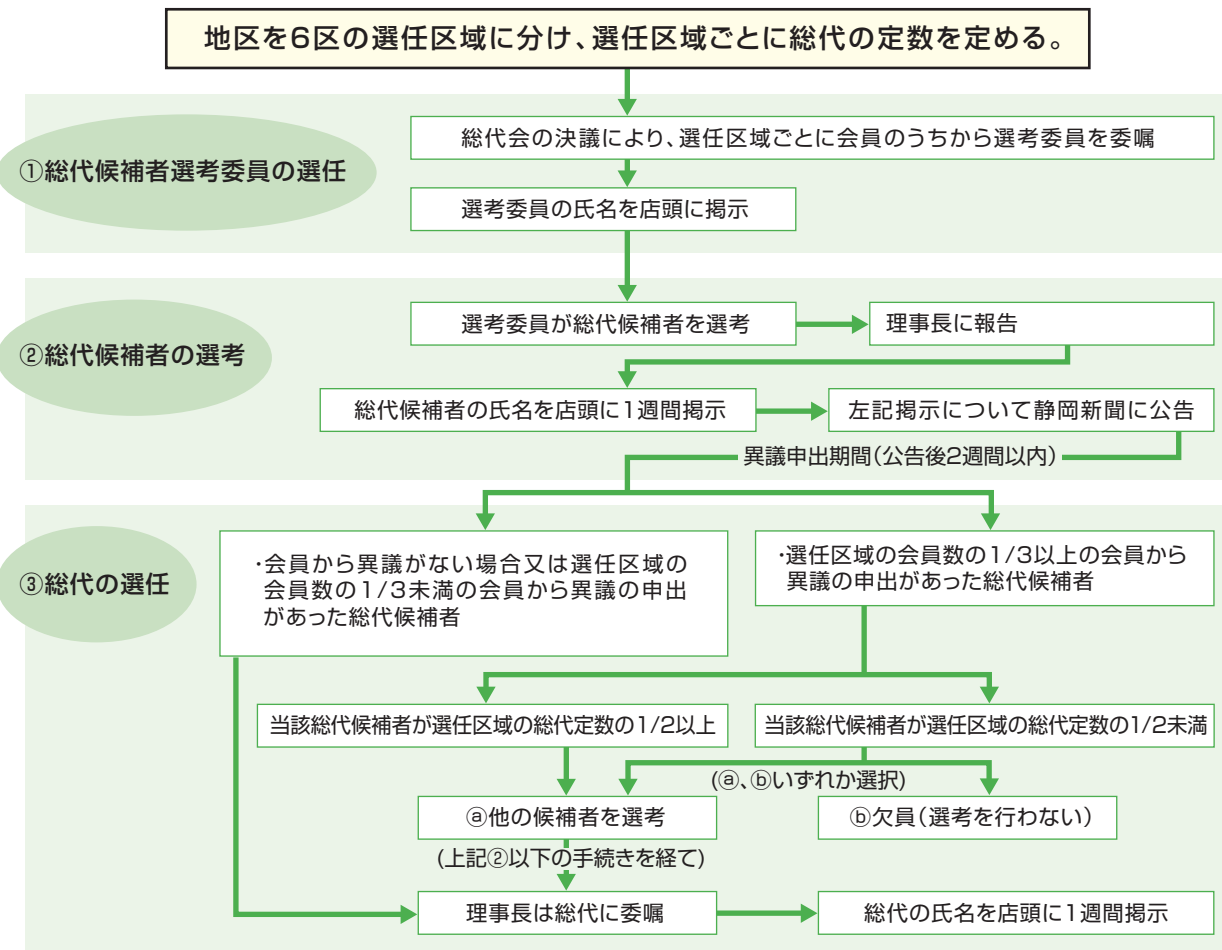 地区を6区の選任区域に分け、選任区域ごとに総代の定数を定める。
①総代候補者選考委員の選任
総代会の決議により、選任区域ごとに会員のうちから選考委員を委嘱
選考委員の氏名を店頭に掲示
②総代候補者の選考
選考委員が総代候補者を選考
理事長に報告
総代候補者の氏名を店頭に1週間掲示
左記掲示について静岡新聞に公告
異議申出期間(公告後2週間以内)
③総代の選任
・会員から異議がない場合又は選任区域の
会員数の1/3未満の会員から異議の申出
があった総代候補者
・選任区域の会員数の1/3以上の会員から
異議の申出があった総代候補者
当該総代候補者が選任区域の総代定数の1/2以上
当該総代候補者が選任区域の総代定数の1/2未満
(ⓐ、ⓑいずれか選択)
ⓐ他の候補者を選考
ⓑ欠員(選考を行わない)
(上記②以下の手続きを経て)
理事長は総代に委嘱
総代の氏名を店頭に1週間掲示